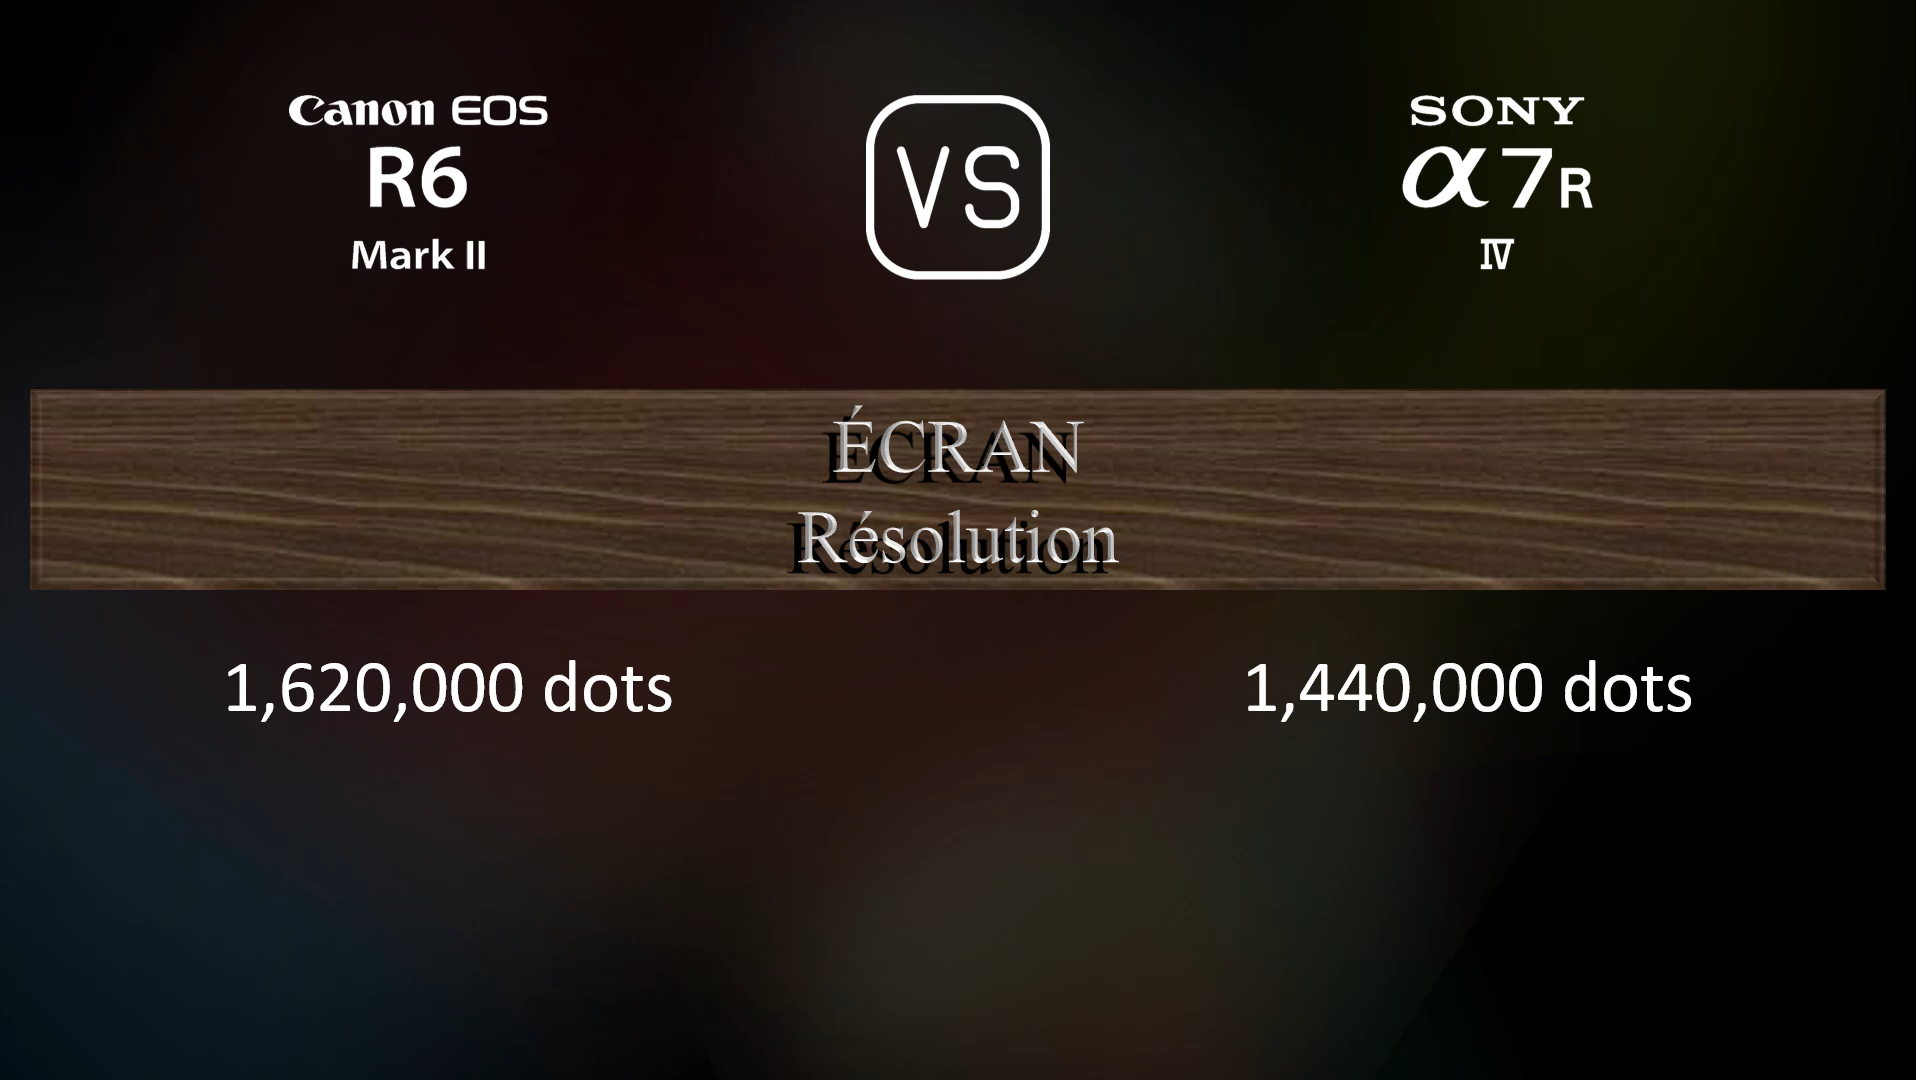 Canon EOS
R6
Mark II
VS
SONY
α7R
IV
ÉCRAN
Résolution
1,620,000 dots
1,440,000 dots